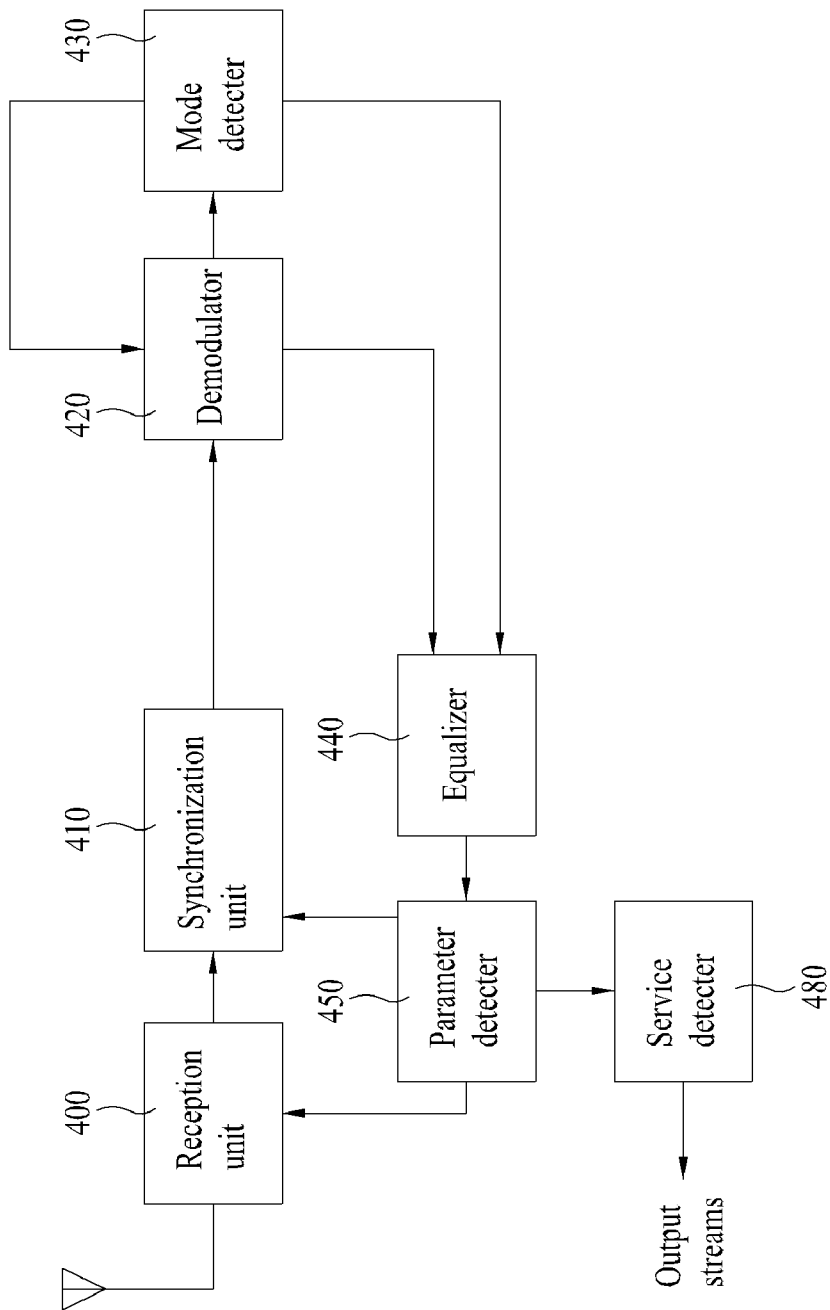 400
Reception
unit
410
Synchronization
unit
420
Demodulator
430
Mode
detecter
440
Equalizer
450
Parameter
detecter
Service
detecter
480
Output
streams